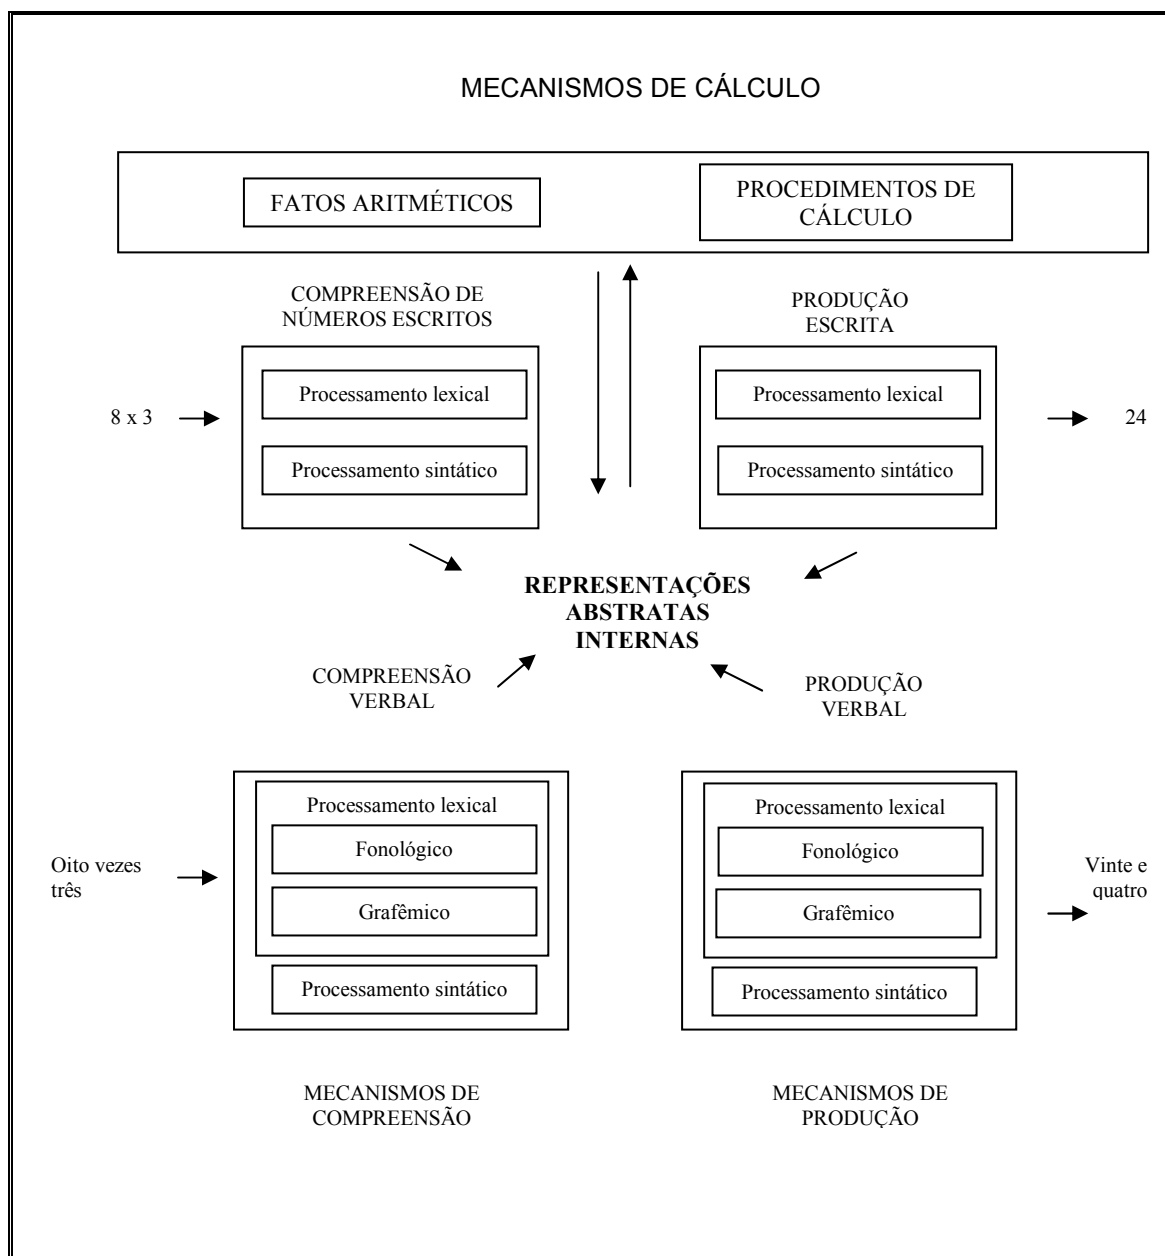 MECANISMOS DE CÁLCULO
FATOS ARITMÉTICOS
PROCEDIMENTOS DE
CÁLCULO
COMPREENSÃO DE
NÚMEROS ESCRITOS
PRODUÇÃO
ESCRITA
8 x 3
Processamento lexical
Processamento sintático
Processamento lexical
Processamento sintático
24
REPRESENTAÇÕES
ABSTRATAS
INTERNAS
COMPREENSÃO
VERBAL
PRODUÇÃO
VERBAL
Oito vezes
três
Processamento lexical
Fonológico
Grafêmico
Processamento sintático
Processamento lexical
Fonológico
Grafêmico
Processamento sintático
Vinte e
quatro
MECANISMOS DE
COMPREENSÃO
MECANISMOS DE
PRODUÇÃO